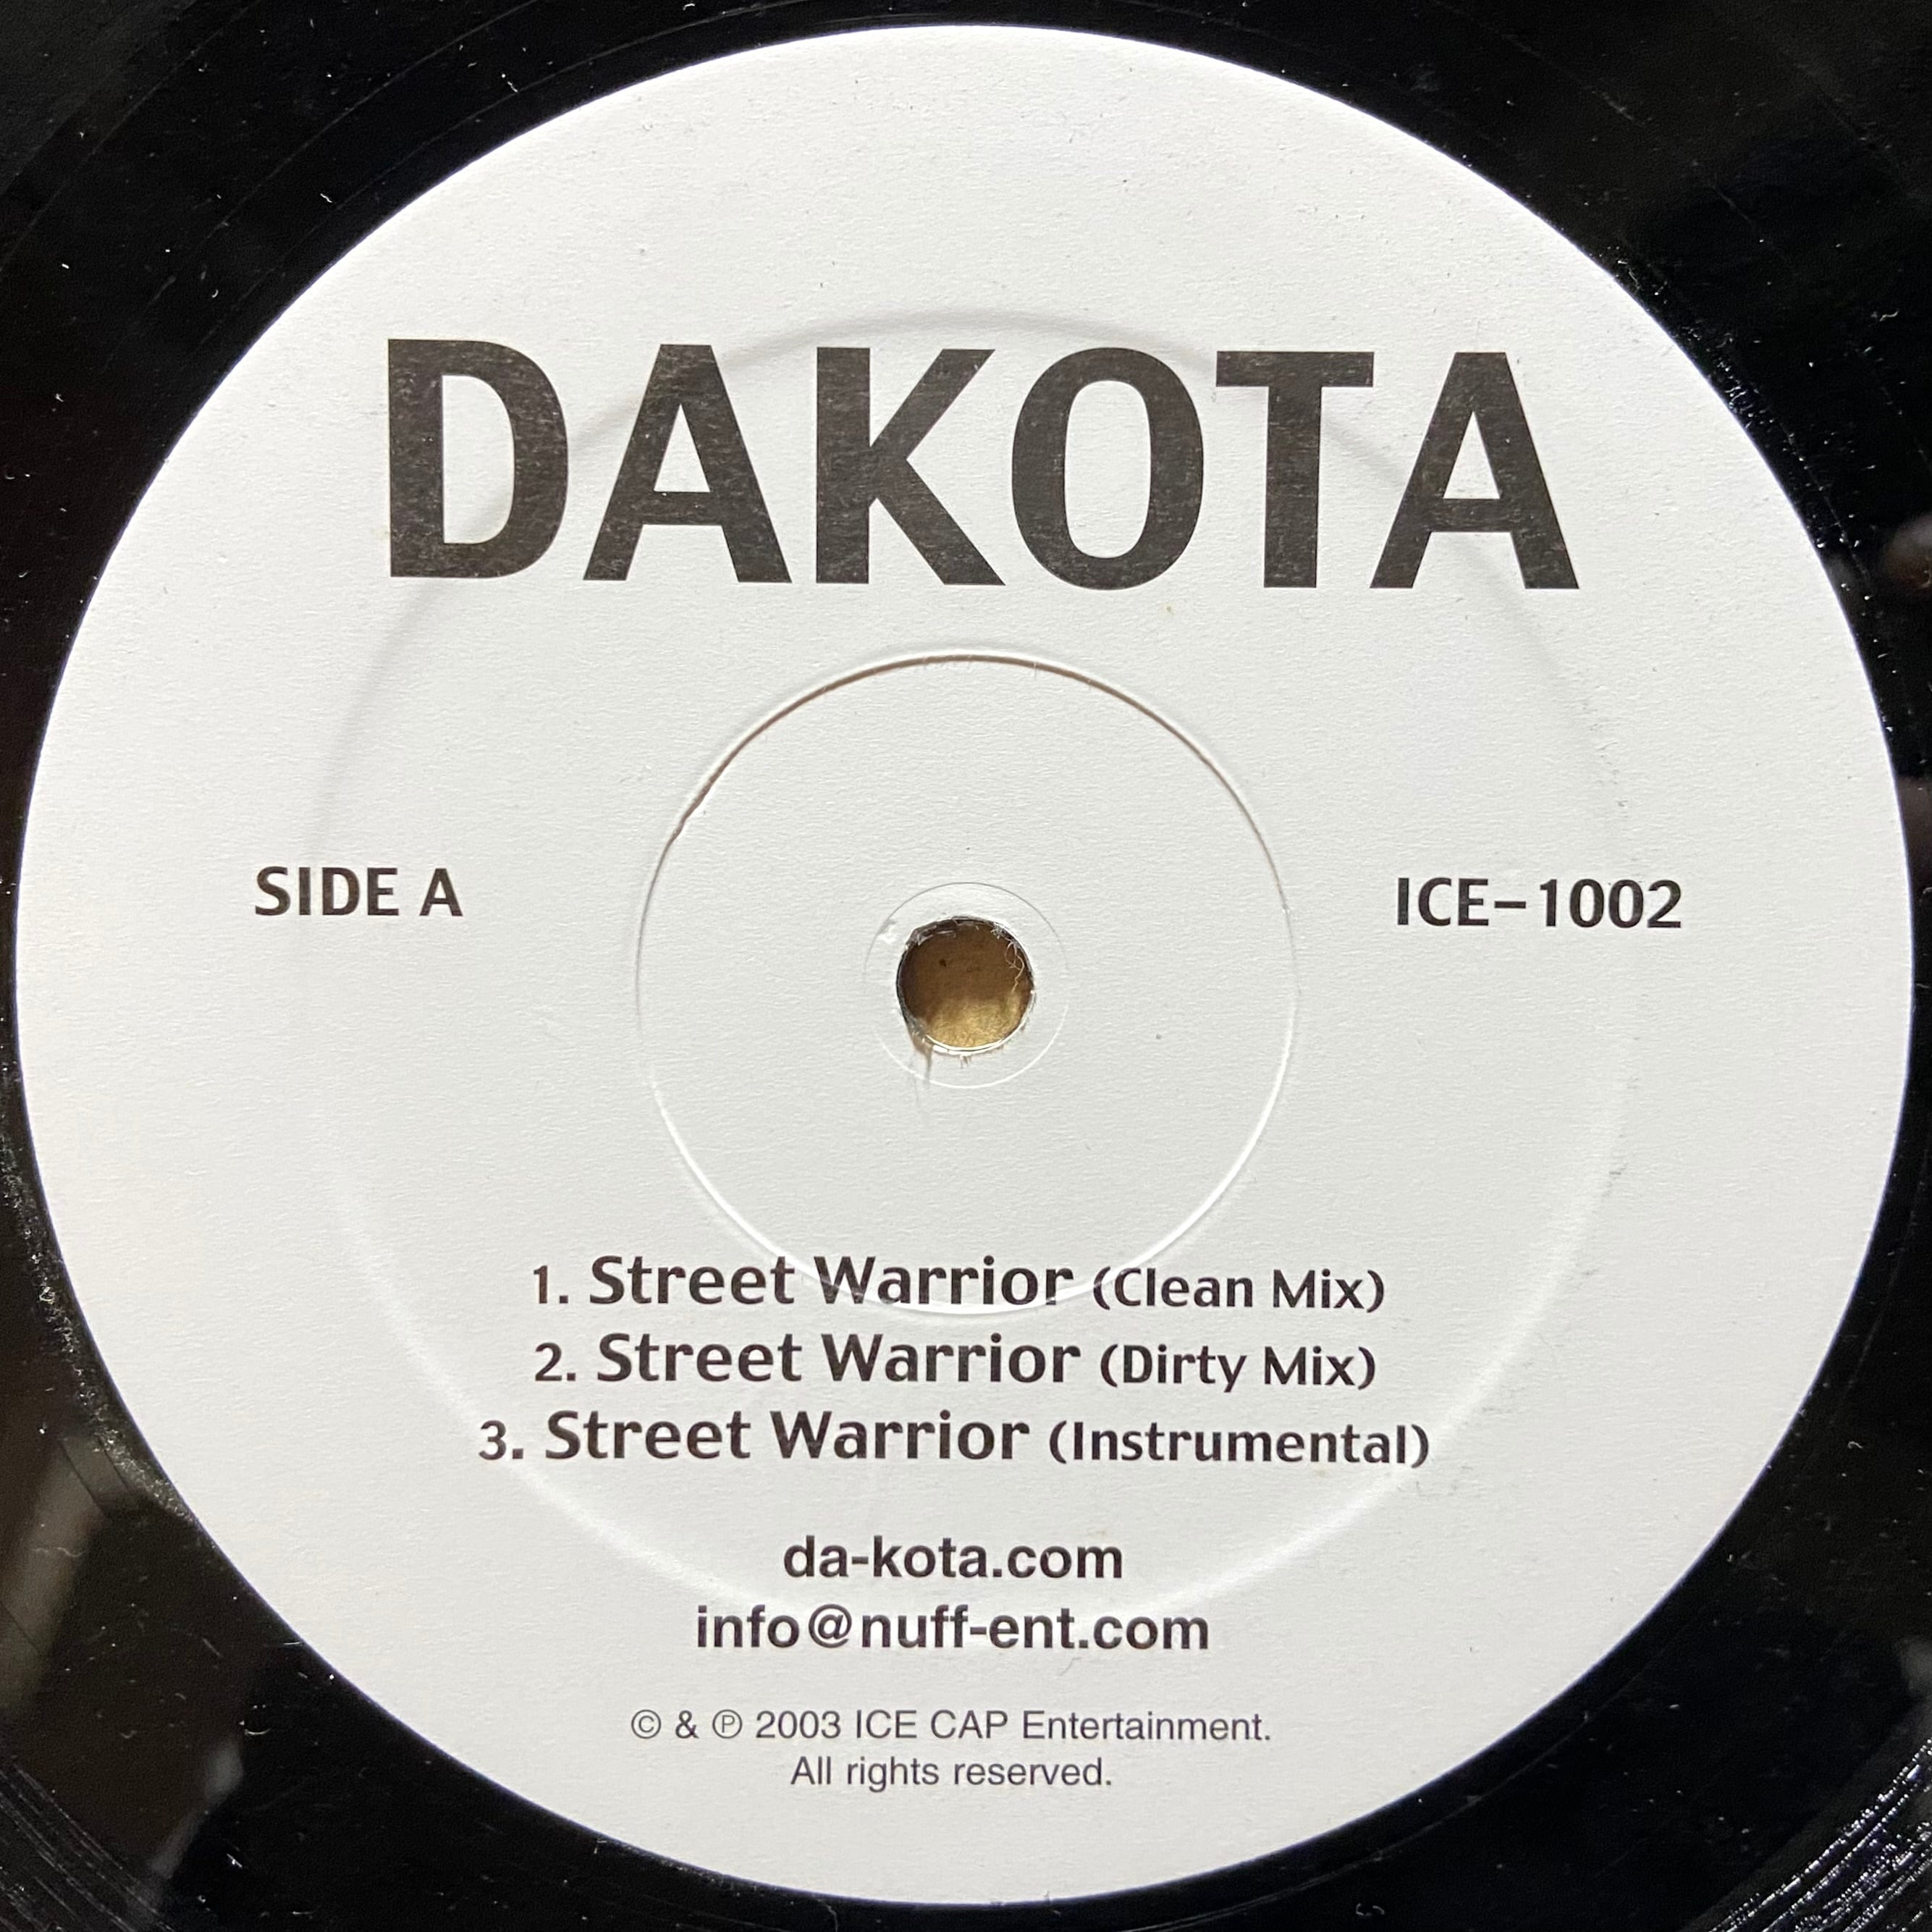 DAKOTA
SIDE A
ICE-1002
1. Street Warrior (Clean Mix)
2. Street Warrior (Dirty Mix)
3. Street Warrior (Instrumental)
da-kota.com
info@nuff-ent.com
© & ℗ 2003 ICE CAP Entertainment.
All rights reserved.